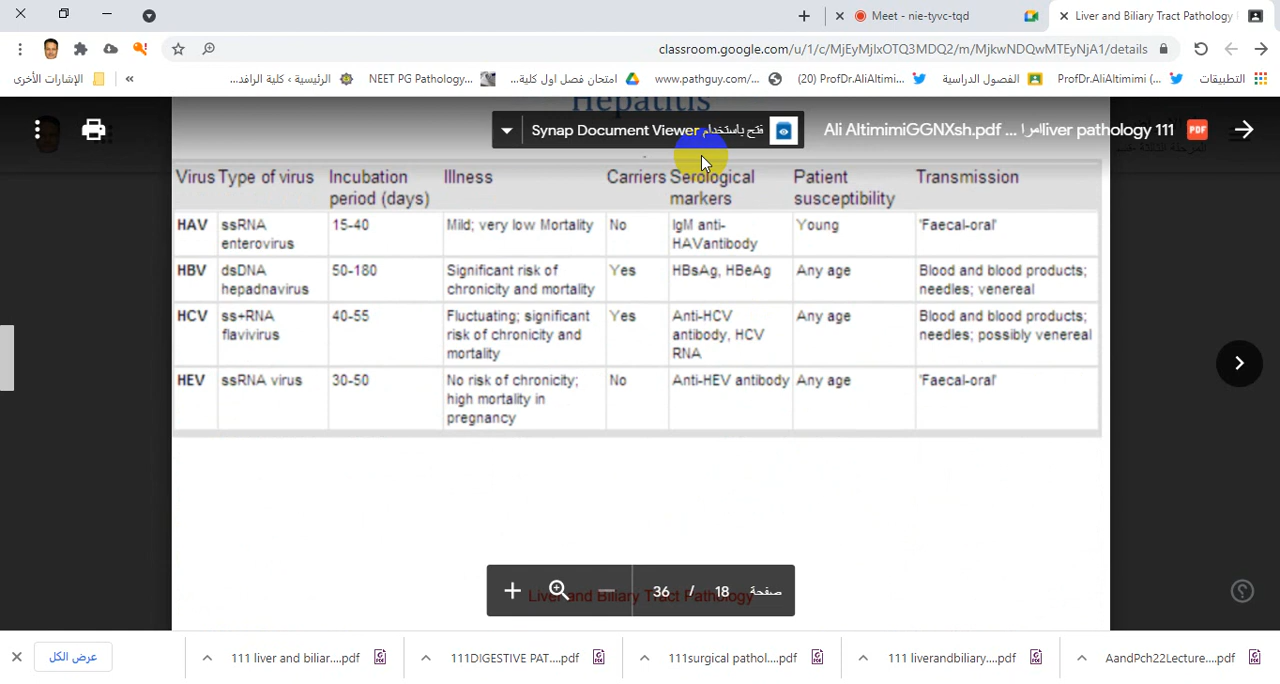 Meet - nie-tyvc-tqd
Liver and Biliary Tract Pathology
classroom.google.com/u/1/c/MjEyMjlxOTQ3MDQ2/m/MjkwNDQwMTEyNjA1/details
الإشارات الأخرى
«
الرئيسية › كلية الرافد...
NEET PG Pathology...
امتحان فصل اول كلية...
www.pathguy.com/...
(20) ProfDr.AliAltimi...
الفصول الدراسية
ProfDr.AliAltimimi (...
التطبيقات
Hepatitis
فتح باستخدام Synap Document Viewer
Ali AltimimiGGNXsh.pdf ... المراliver pathology 111
PDF
Virus Type of virus Incubation period (days) Illness Carriers Serological markers Patient susceptibility Transmission
HAV ssRNA enterovirus 15-40 Mild; very low Mortality No IgM anti-HAVantibody Young 'Faecal-oral'
HBV dsDNA hepadnavirus 50-180 Significant risk of chronicity and mortality Yes HBsAg, HBeAg Any age Blood and blood products; needles; venereal
HCV ss+RNA flavivirus 40-55 Fluctuating; significant risk of chronicity and mortality Yes Anti-HCV antibody, HCV RNA Any age Blood and blood products; needles; possibly venereal
HEV ssRNA virus 30-50 No risk of chronicity; high mortality in pregnancy No Anti-HEV antibody Any age 'Faecal-oral'
صفحة 18 / 36
Liver and Biliary Tract Pathology
عرض الكل
111 liver and biliar....pdf
111DIGESTIVE PAT....pdf
111surgical pathol....pdf
111 liverandbiliary....pdf
AandPch22Lecture....pdf